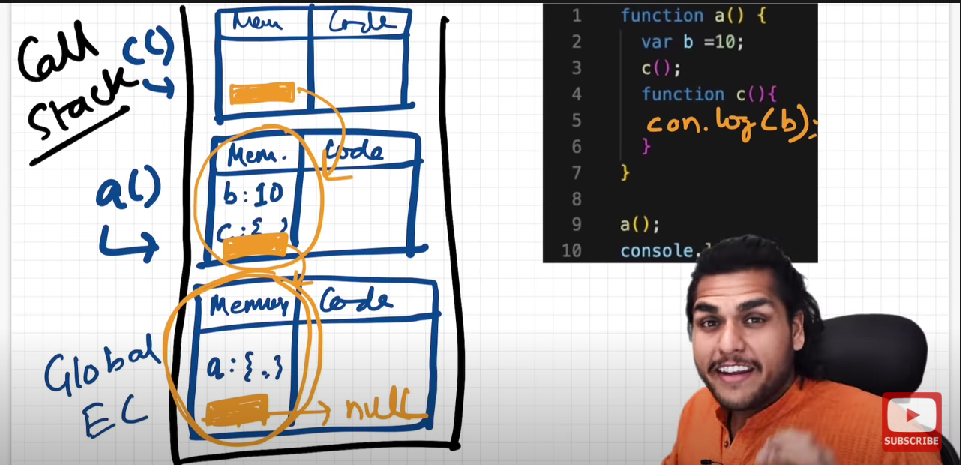 Call
Stack
c()
Mem
Code
a()
Mem.
Code
b:10
c:{
Global
EC
Memory
Code
a:{.}
null
1 function a() {
2 var b =10;
3 c();
4 function c(){
5 con.log(b);
6 }
7 }
8
9 a();
10 console.
SUBSCRIBE